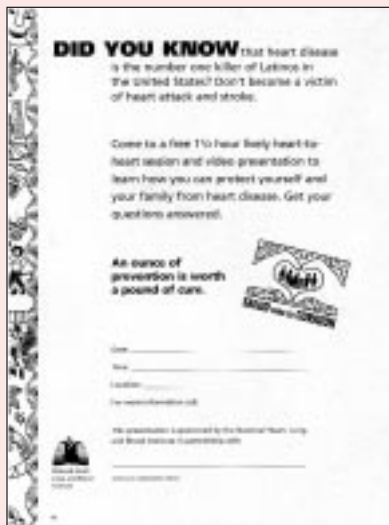 DID YOU KNOW that heart disease
is the number one killer of Latinos in
the United States? Don't become a victim
of heart attack and stroke.
Come to a free 1½ hour lively heart-to-
heart session and video presentation to
learn how you can protect yourself and
your family from heart disease. Get your
questions answered.
An ounce of
prevention is worth
a pound of cure.
Date:
Time:
Location:
For more information call:
This presentation is sponsored by the National Heart, Lung,
and Blood Institute in partnership with: